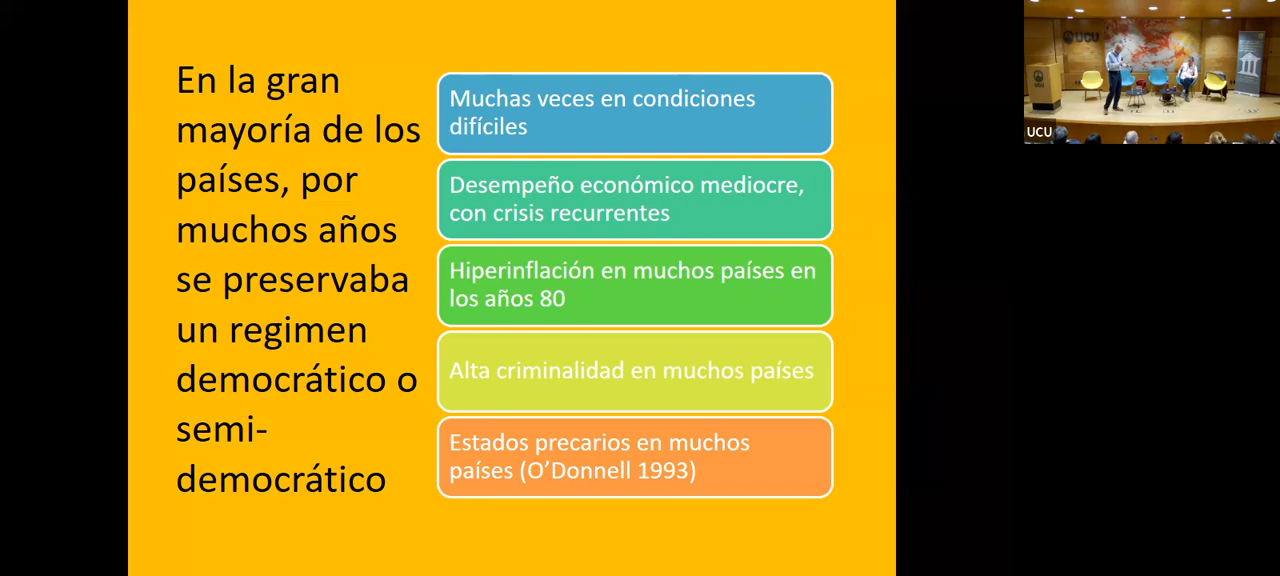 En la gran
mayoría de los
países, por
muchos años
se preservaba
un regimen
democrático o
semi-
democrático
Muchas veces en condiciones
difíciles
Desempeño económico mediocre,
con crisis recurrentes
Hiperinflación en muchos países en
los años 80
Alta criminalidad en muchos países
Estados precarios en muchos
países (O’Donnell 1993)
UCU
UCU